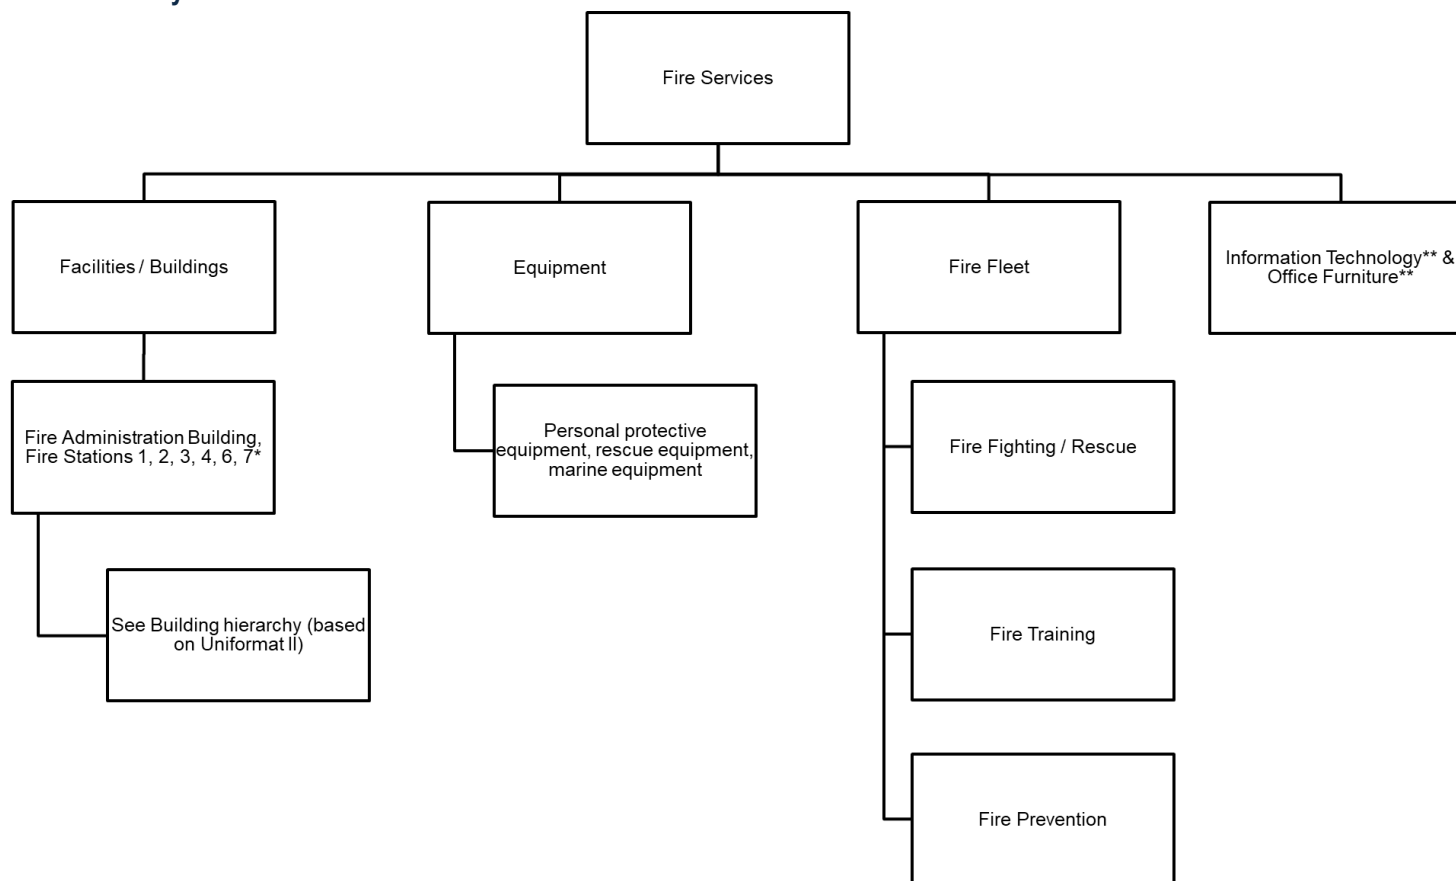 Fire Services
Facilities / Buildings
Equipment
Fire Fleet
Information Technology** &
Office Furniture**
Fire Administration Building,
Fire Stations 1, 2, 3, 4, 6, 7*
Personal protective
equipment, rescue equipment,
marine equipment
Fire Fighting / Rescue
See Building hierarchy (based
on Uniformat II)
Fire Training
Fire Prevention